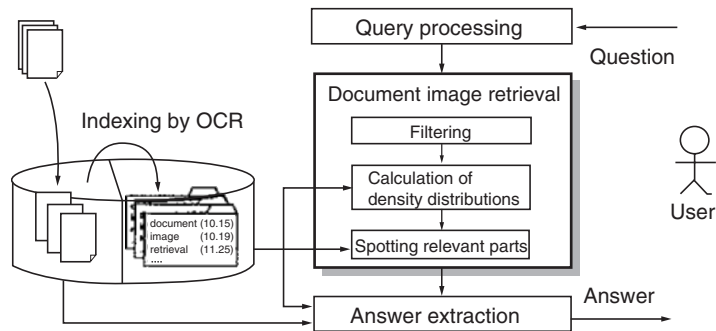 Query processing
Question
Document image retrieval
Indexing by OCR
Filtering
Calculation of
density distributions
User
document (10.15)
image (10.19)
retrieval (11.25)
....
Spotting relevant parts
Answer extraction
Answer